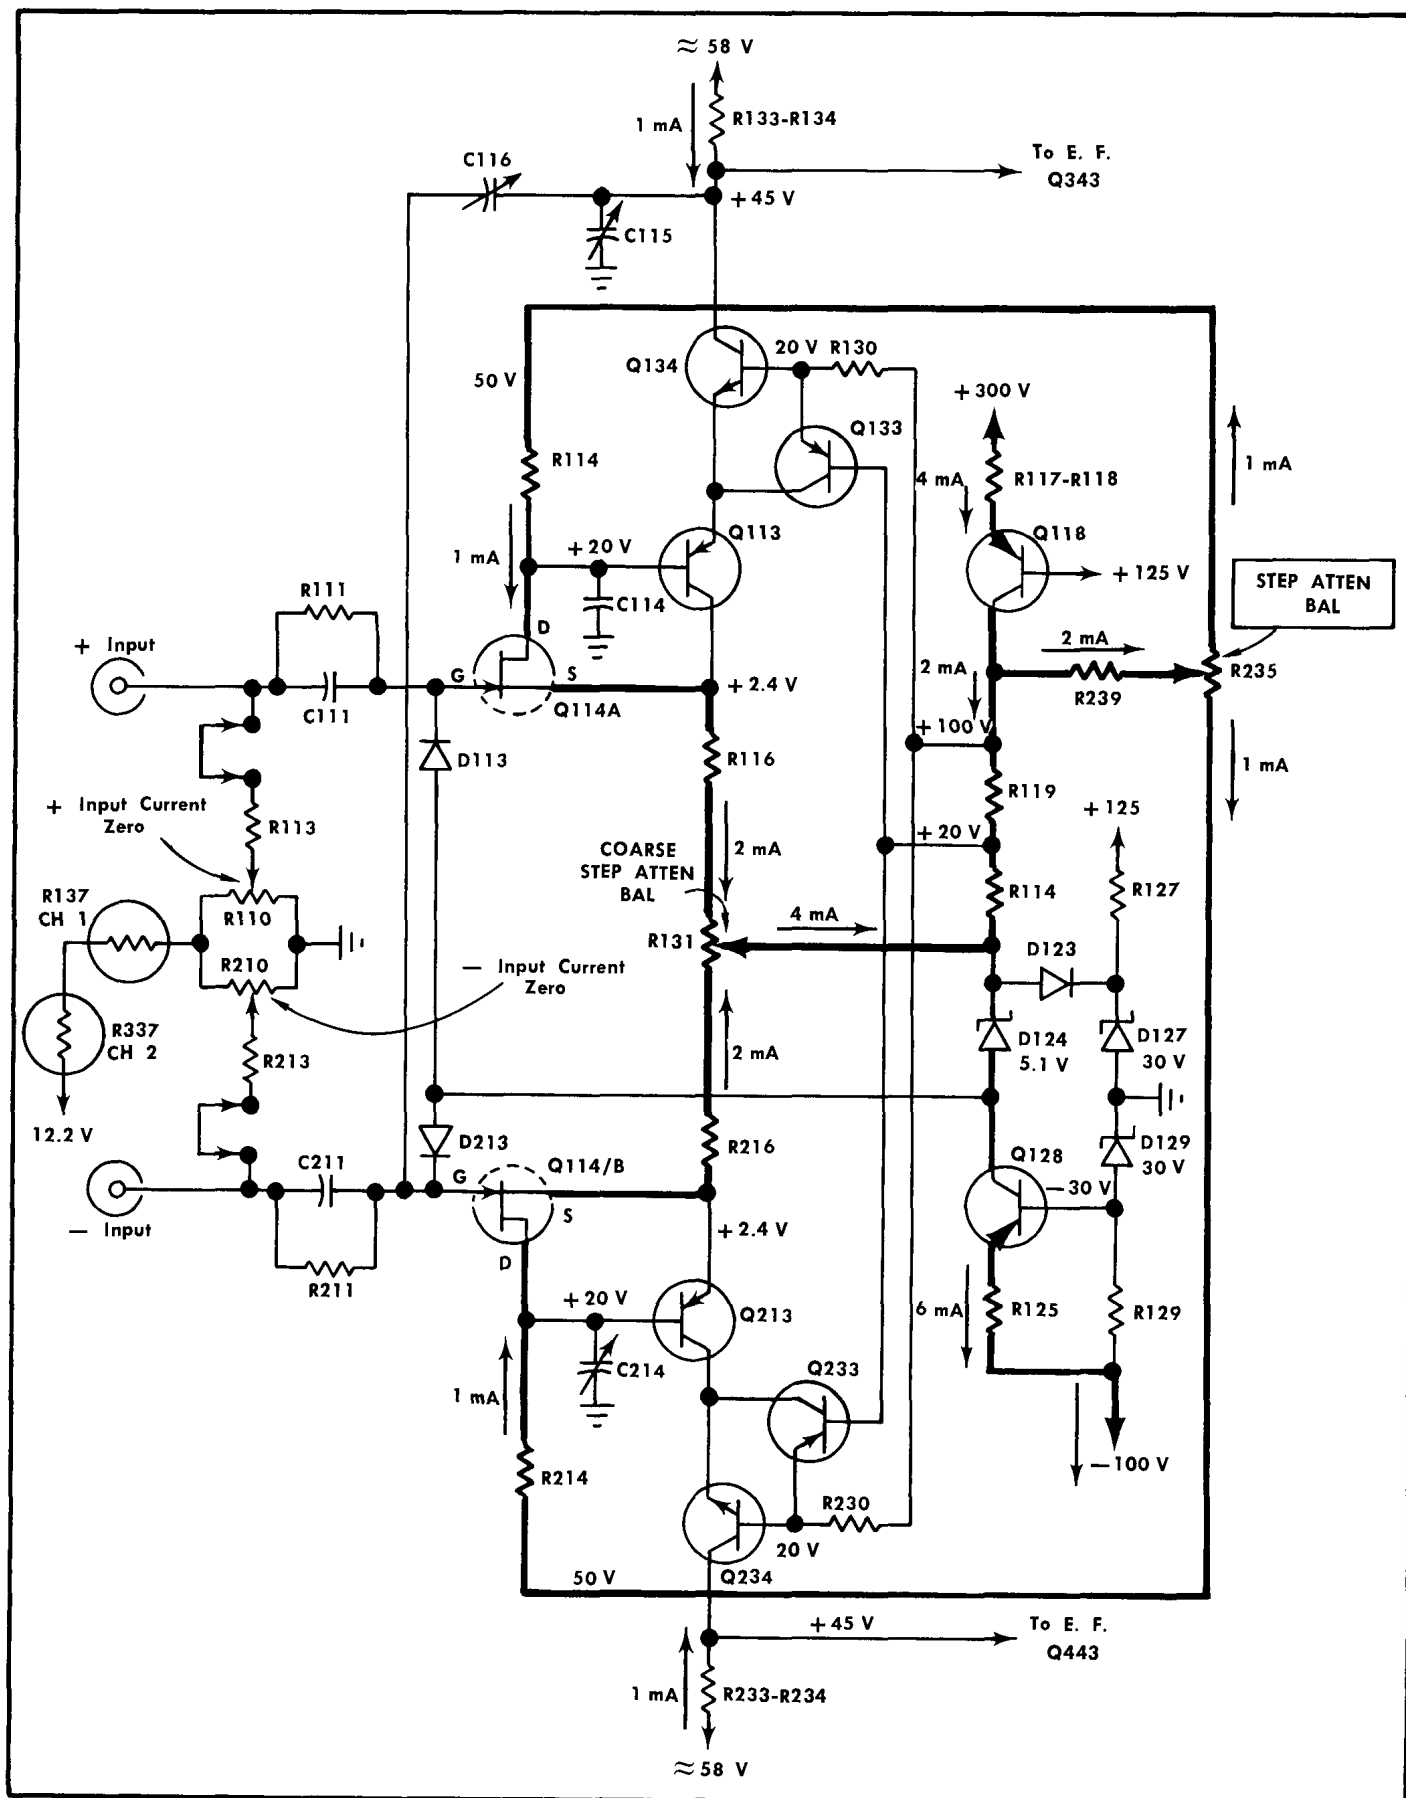 ≈ 58 V
1 mA
R133-R134
To E. F.
Q343
C116
+ 45 V
C115
Q134
20 V
R130
50 V
Q133
+ 300 V
R114
4 mA
R117-R118
1 mA
Q113
Q118
1 mA
+ 20 V
+ 125 V
C114
R111
STEP ATTEN
BAL
+ Input
D
G
S
2 mA
2 mA
C111
Q114A
+ 2.4 V
R239
R235
+ 100 V
D113
R116
1 mA
R119
+ Input Current
Zero
R113
+ 125
COARSE
STEP ATTEN
BAL
2 mA
+ 20 V
R137
CH 1
R110
R114
R127
4 mA
R131
D123
R210
− Input Current
Zero
R337
CH 2
R213
D124
5.1 V
D127
30 V
2 mA
12.2 V
D213
R216
Q128
D129
30 V
C211
G
Q114/B
− 30 V
− Input
S
+ 2.4 V
D
R211
+ 20 V
Q213
6 mA
R125
R129
C214
Q233
1 mA
− 100 V
R214
R230
20 V
50 V
Q234
+ 45 V
To E. F.
Q443
1 mA
R233-R234
≈ 58 V